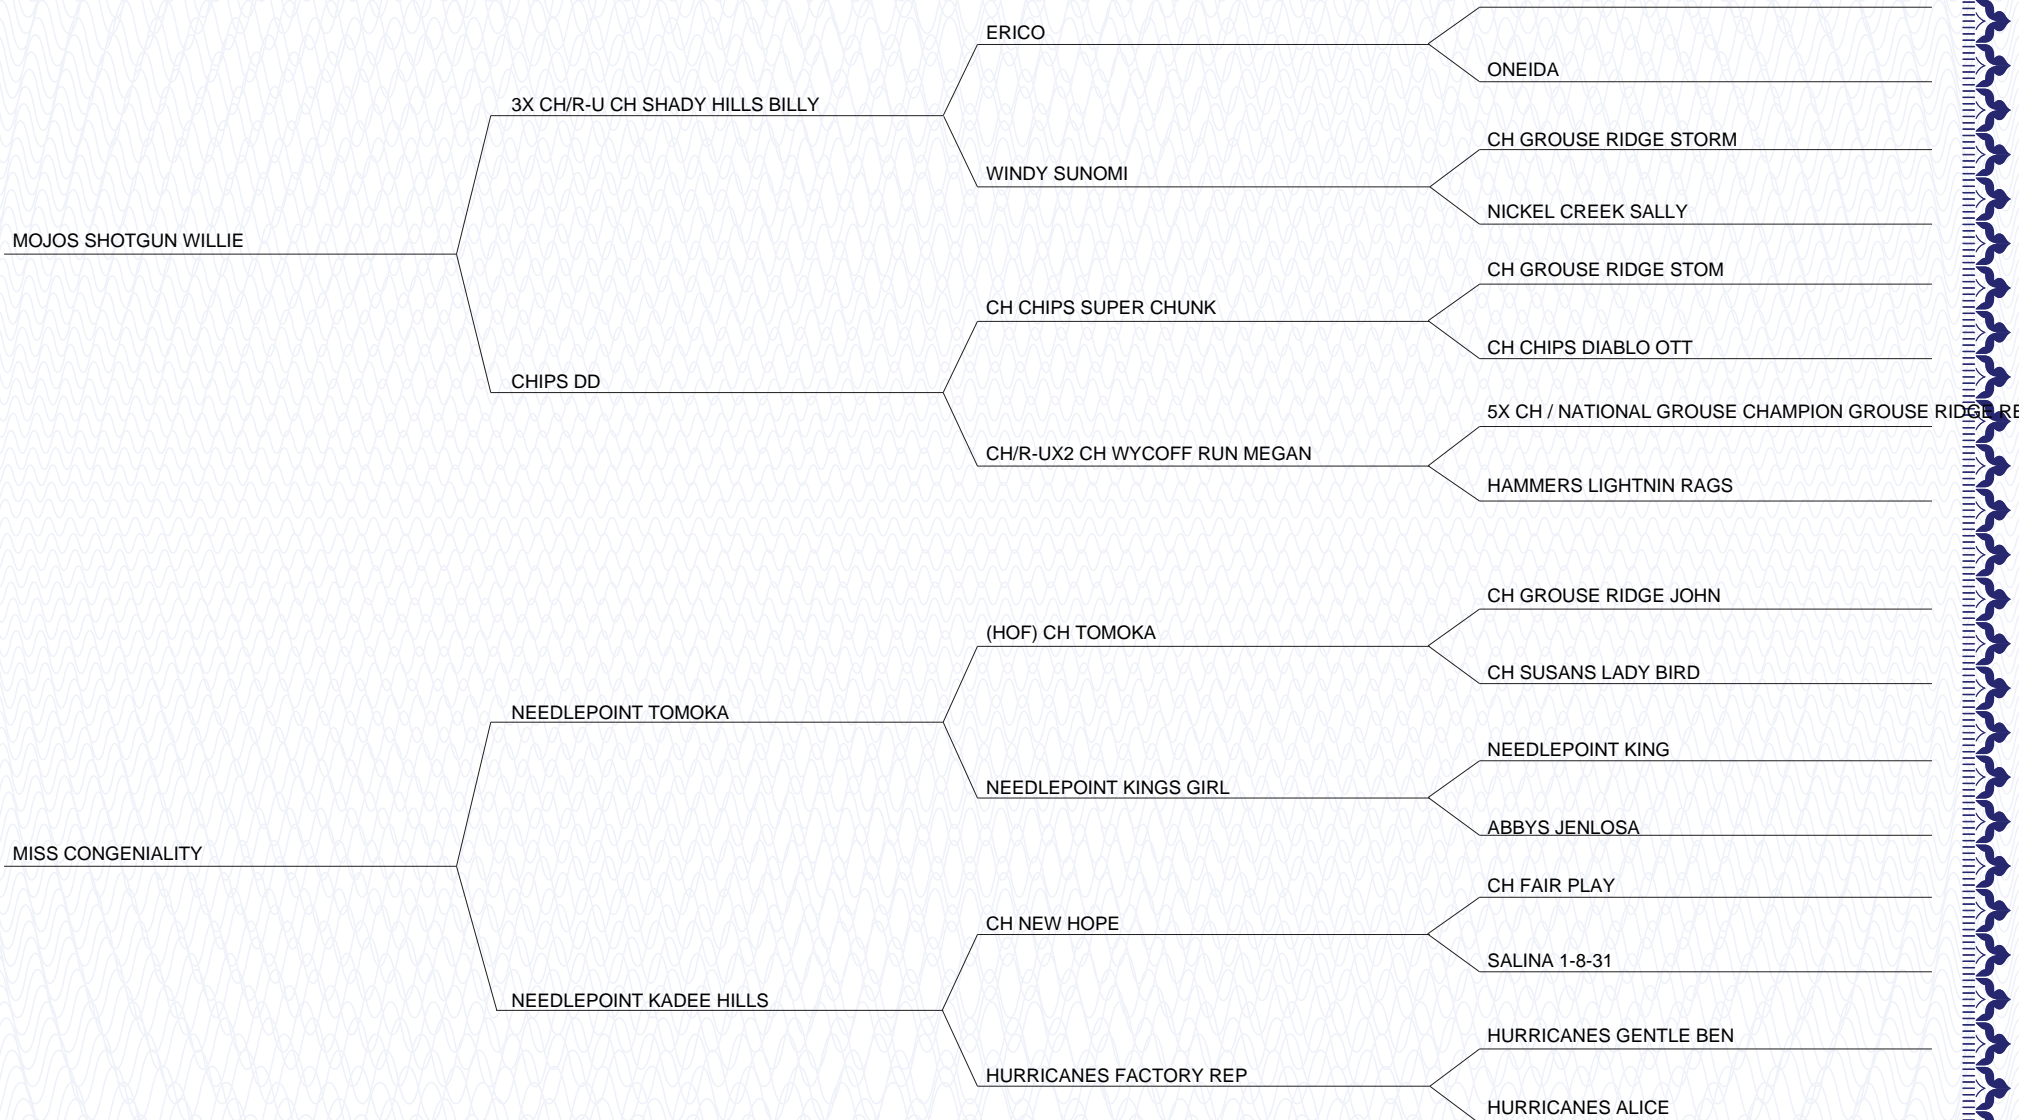 ERICO
ONEIDA
3X CH/R-U CH SHADY HILLS BILLY
CH GROUSE RIDGE STORM
WINDY SUNOMI
NICKEL CREEK SALLY
MOJOS SHOTGUN WILLIE
CH GROUSE RIDGE STOM
CH CHIPS SUPER CHUNK
CH CHIPS DIABLO OTT
CHIPS DD
5X CH / NATIONAL GROUSE CHAMPION GROUSE RIDGE
CH/R-UX2 CH WYCOFF RUN MEGAN
HAMMERS LIGHTNIN RAGS
CH GROUSE RIDGE JOHN
(HOF) CH TOMOKA
CH SUSANS LADY BIRD
NEEDLEPOINT TOMOKA
NEEDLEPOINT KING
NEEDLEPOINT KINGS GIRL
ABBYS JENLOSA
MISS CONGENIALITY
CH FAIR PLAY
CH NEW HOPE
SALINA 1-8-31
NEEDLEPOINT KADEE HILLS
HURRICANES GENTLE BEN
HURRICANES FACTORY REP
HURRICANES ALICE